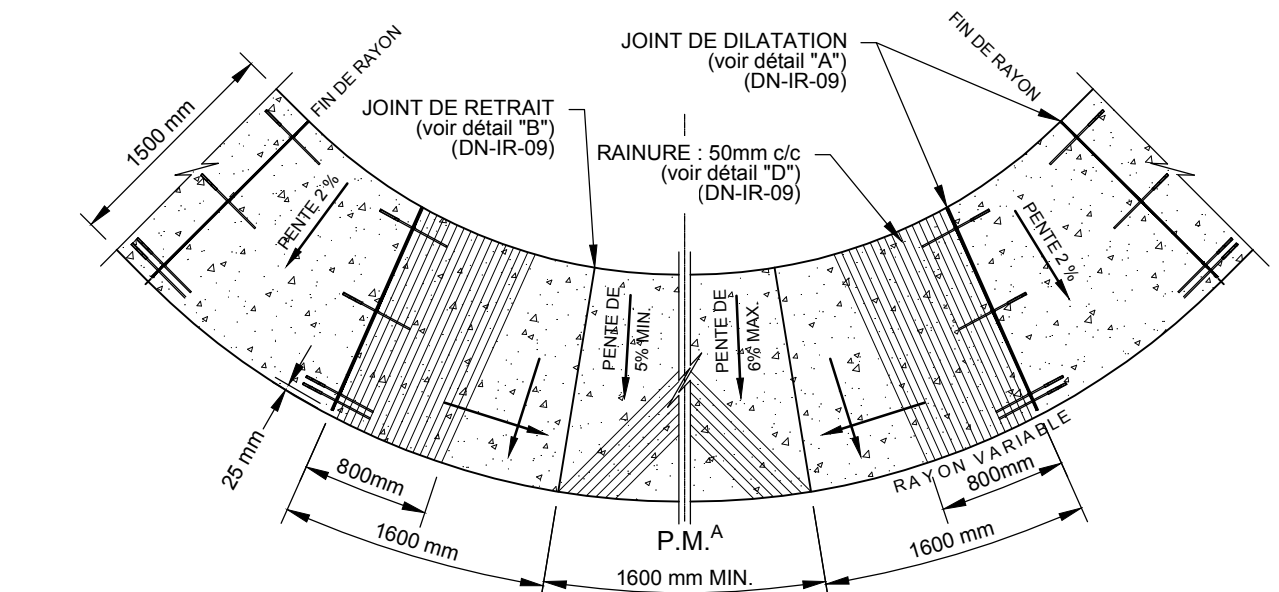 JOINT DE DILATATION
(voir détail "A")
(DN-IR-09)
FIN DE RAYON
FIN DE RAYON
1500 mm
JOINT DE RETRAIT
(voir détail "B")
(DN-IR-09)
RAINURE : 50mm c/c
(voir détail "D")
(DN-IR-09)
PENTE 2 %
PENTE 2 %
PENTE DE
5% MIN.
PENTE DE
6% MAX.
25 mm
RAYON VARIABLE
800mm
800mm
1600 mm
P.M.A
1600 mm
1600 mm MIN.